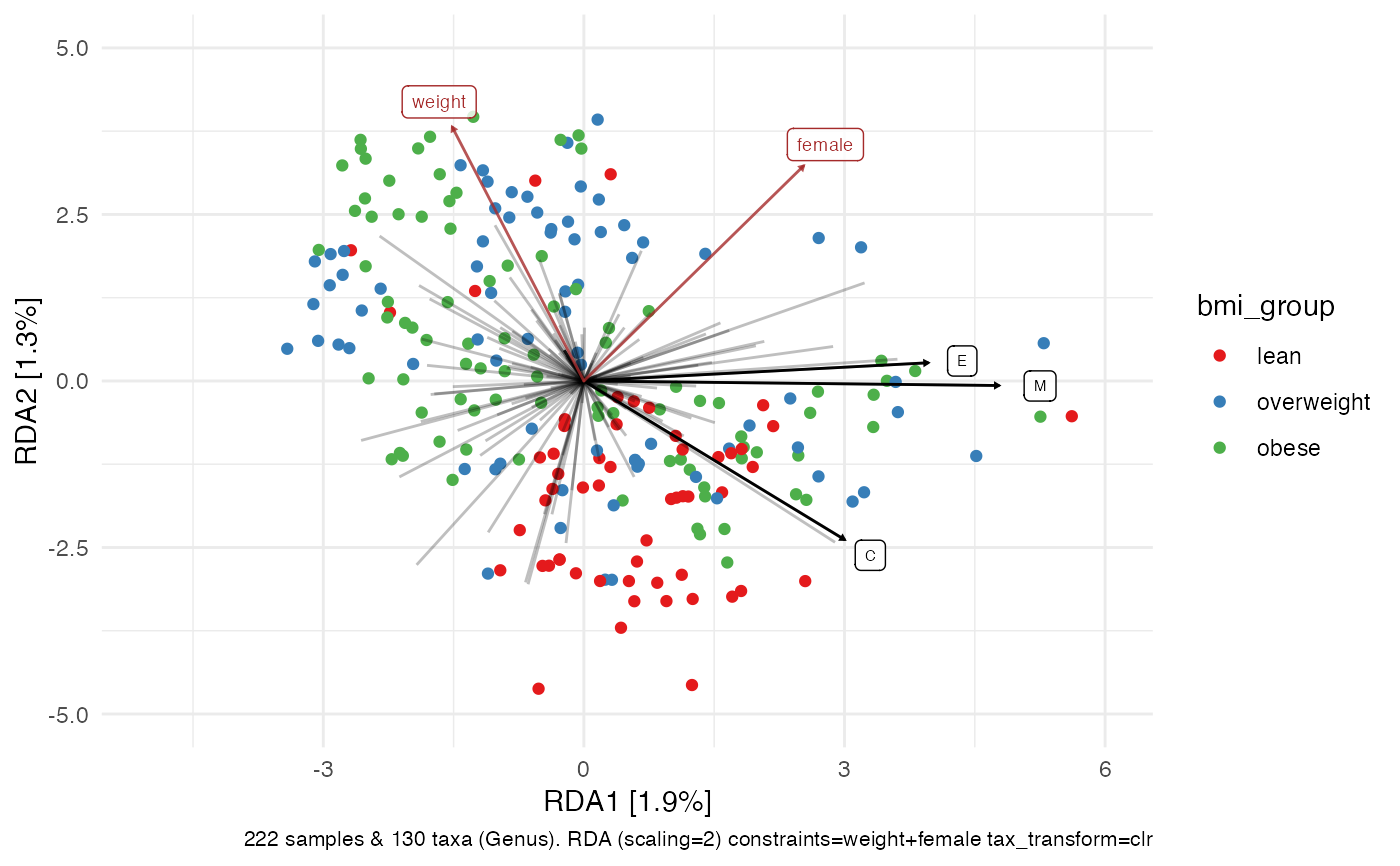 5.0
weight
female
2.5
bmi_group
lean
E
0.0
M
overweight
obese
-2.5
C
-5.0
RDA2 [1.3%]
-3
0
3
6
RDA1 [1.9%]
222 samples & 130 taxa (Genus). RDA (scaling=2) constraints=weight+female tax_transform=clr